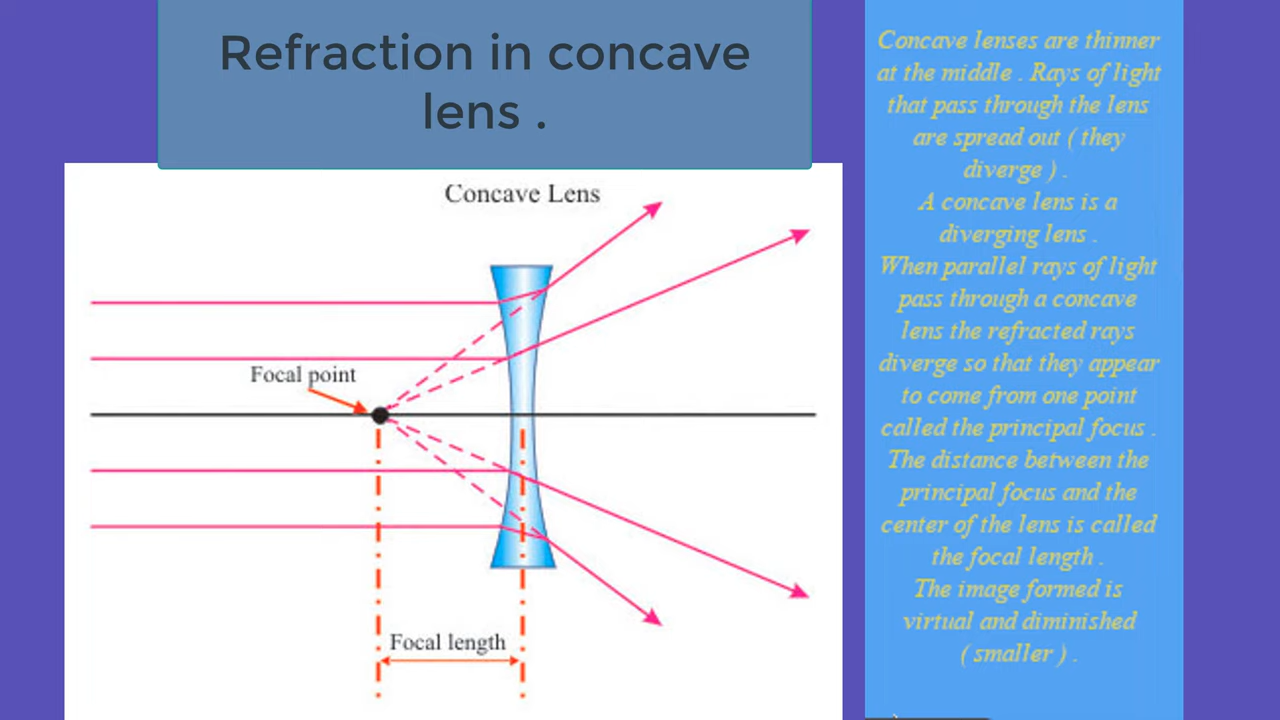 Refraction in concave
lens .
Concave Lens
Focal point
Focal length
Concave lenses are thinner
at the middle . Rays of light
that pass through the lens
are spread out ( they
diverge ) .
A concave lens is a
diverging lens .
When parallel rays of light
pass through a concave
lens the refracted rays
diverge so that they appear
to come from one point
called the principal focus .
The distance between the
principal focus and the
center of the lens is called
the focal length .
The image formed is
virtual and diminished
( smaller ) .